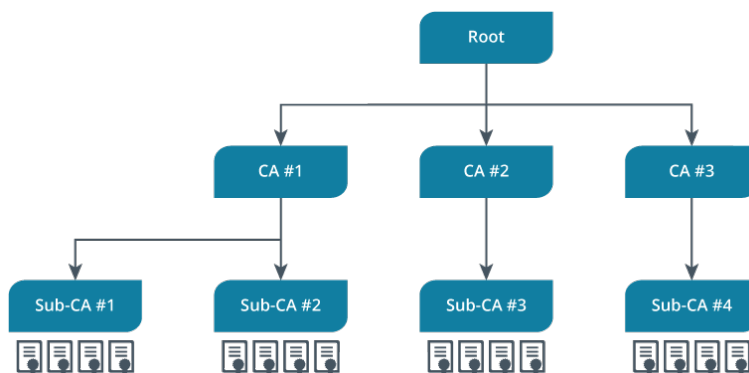 Root
CA #1
CA #2
CA #3
Sub-CA #1
Sub-CA #2
Sub-CA #3
Sub-CA #4